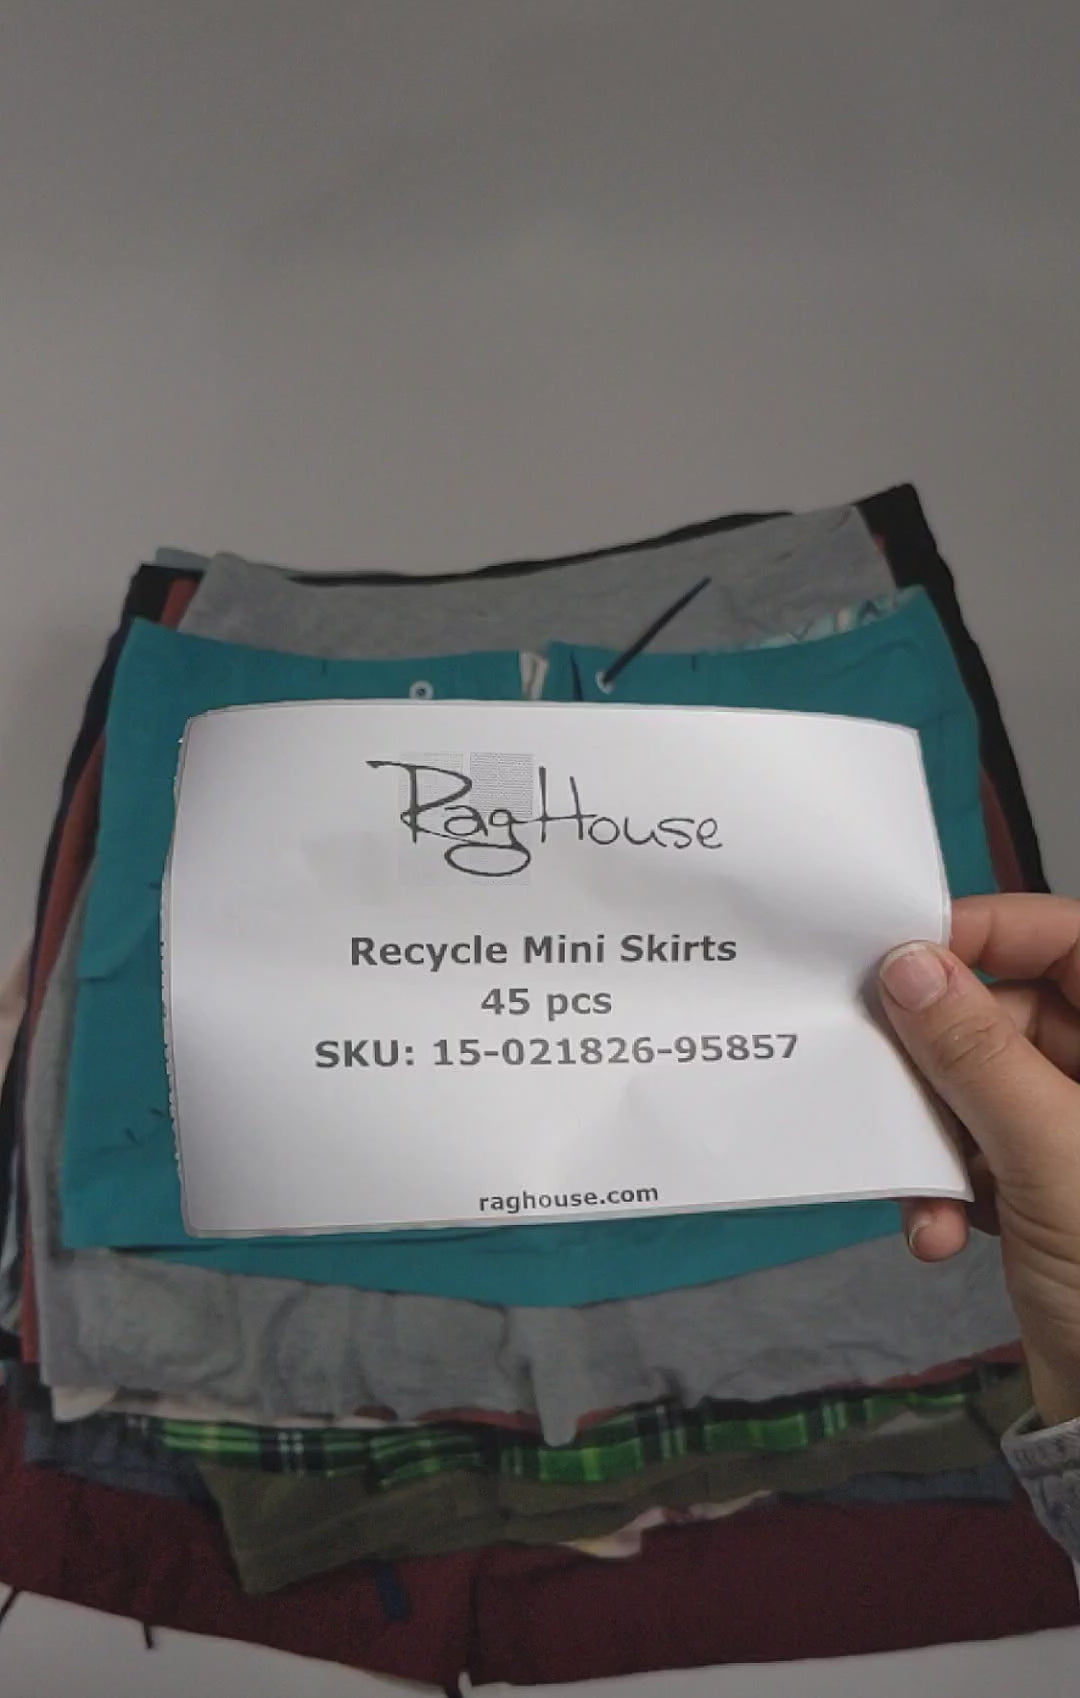 RagHouse
Recycle Mini Skirts
45 pcs
SKU: 15-021826-95857
raghouse.com